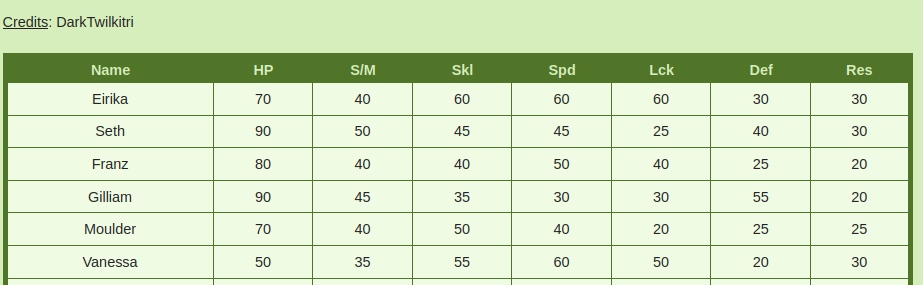 Credits: DarkTwilkitri
Name HP S/M Skl Spd Lck Def Res
Eirika 70 40 60 60 60 30 30
Seth 90 50 45 45 25 40 30
Franz 80 40 40 50 40 25 20
Gilliam 90 45 35 30 30 55 20
Moulder 70 40 50 40 20 25 25
Vanessa 50 35 55 60 50 20 30